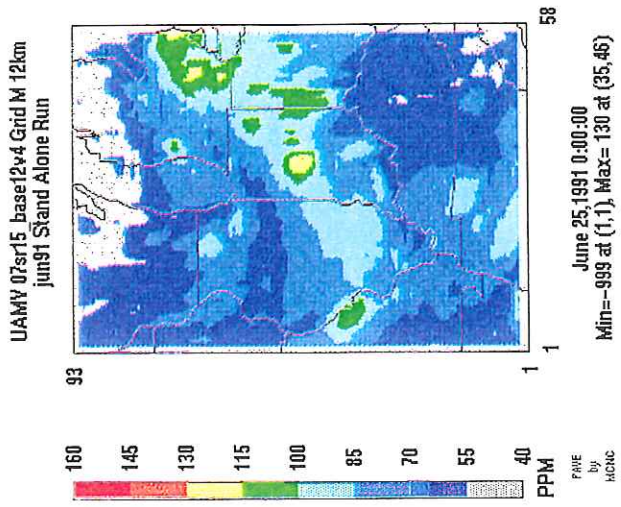 UAMV 07sr15_base12v4 Grid M 12km
jun91 Stand Alone Run
160
145
130
115
100
85
70
55
40
PPM
PAVE
by
MCNC
93
1
1
58
June 25,1991 0:00:00
Min=-999 at (1,1), Max= 130 at (35,46)